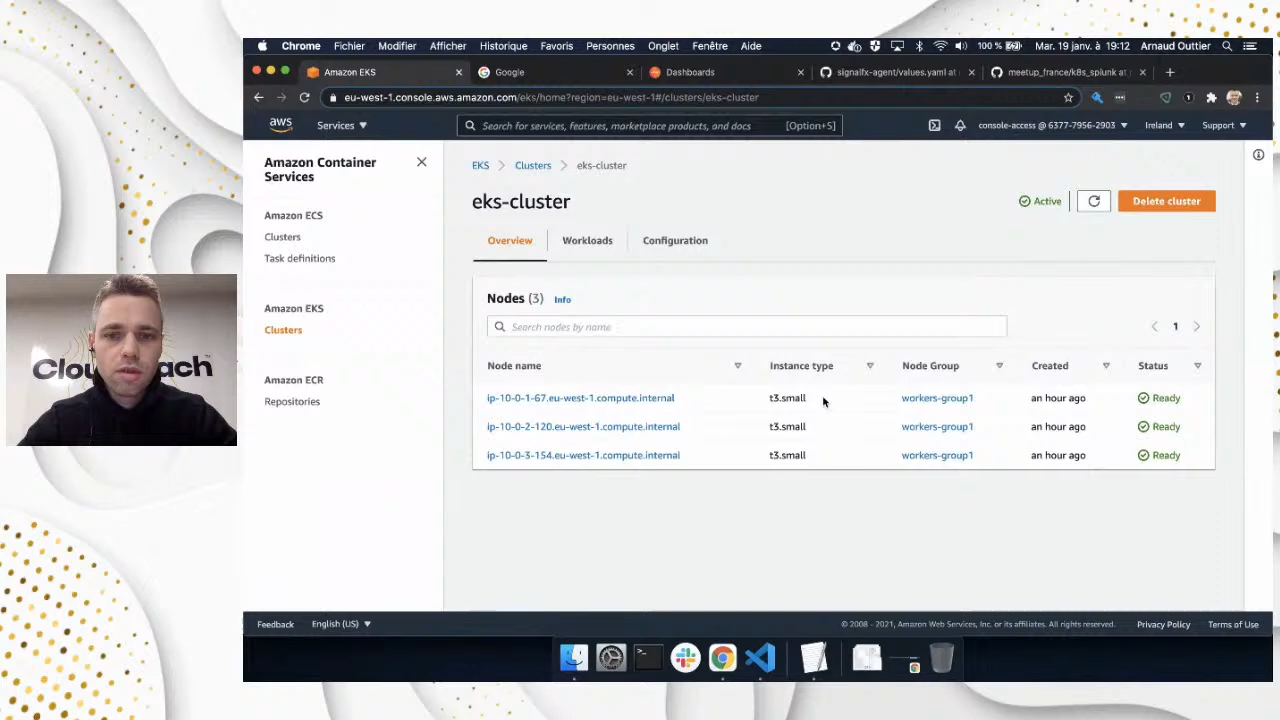 Chrome Fichier Modifier Afficher Historique Favoris Personnes Onglet Fenêtre Aide 100 % Mar. 19 janv. à 19:12 Arnaud Outtier
Amazon EKS Google Dashboards signalfx-agent/values.yaml at meetup_france/k8s_splunk at
eu-west-1.console.aws.amazon.com/eks/home?region=eu-west-1#/clusters/eks-cluster
aws Services Search for services, features, marketplace products, and docs [Option+S] console-access @ 6377-7956-2903 Ireland Support
Amazon Container
Services
Amazon ECS
Clusters
Task definitions
Amazon EKS
Clusters
Amazon ECR
Repositories
EKS Clusters eks-cluster
eks-cluster
Active Delete cluster
Overview Workloads Configuration
Nodes (3) Info
Search nodes by name 1
Node name Instance type Node Group Created Status
ip-10-0-1-67.eu-west-1.compute.internal t3.small workers-group1 an hour ago Ready
ip-10-0-2-120.eu-west-1.compute.internal t3.small workers-group1 an hour ago Ready
ip-10-0-3-154.eu-west-1.compute.internal t3.small workers-group1 an hour ago Ready
Feedback English (US) © 2008 - 2021, Amazon Web Services, Inc. or its affiliates. All rights reserved. Privacy Policy Terms of Use